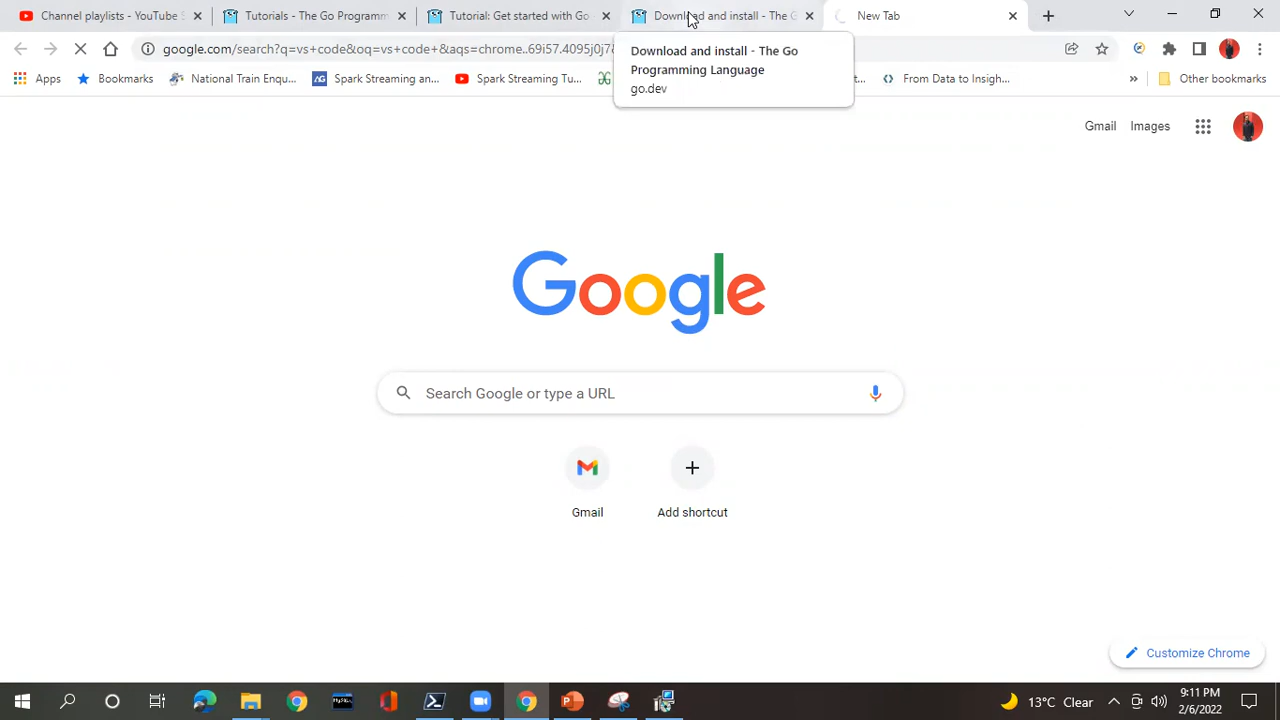 Channel playlists - YouTube S
Tutorials - The Go Programm
Tutorial: Get started with Go -
Download and install - The G
New Tab
google.com/search?q=vs+code&oq=vs+code+&aqs=chrome..69i57.4095j0j7&
Download and install - The Go
Programming Language
go.dev
Apps
Bookmarks
National Train Enqu...
Spark Streaming an...
Spark Streaming Tu...
From Data to Insigh...
»
Other bookmarks
Gmail
Images
Google
Search Google or type a URL
Gmail
Add shortcut
Customize Chrome
13°C Clear
9:11 PM
2/6/2022